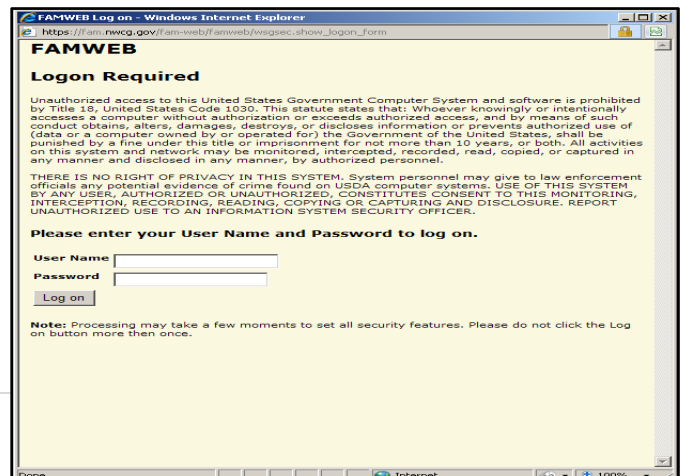 FAMWEB Log on - Windows Internet Explorer
https://fam.nwcg.gov/fam-web/famweb/wsgsec.show_logon_form
FAMWEB
Logon Required
Unauthorized access to this United States Government Computer System and software is prohibited
by Title 18, United States Code 1030. This statute states that: Whoever knowingly or intentionally
accesses a computer without authorization or exceeds authorized access, and by means of such
conduct obtains, alters, damages, destroys, or discloses information or prevents authorized use of
(data or a computer owned by or operated for) the Government of the United States, shall be
punished by a fine under this title or imprisonment for not more than 10 years, or both. All activities
on this system and network may be monitored, intercepted, recorded, read, copied, or captured in
any manner and disclosed in any manner, by authorized personnel.
THERE IS NO RIGHT OF PRIVACY IN THIS SYSTEM. System personnel may give to law enforcement
officials any potential evidence of crime found on USDA computer systems. USE OF THIS SYSTEM
BY ANY USER, AUTHORIZED OR UNAUTHORIZED, CONSTITUTES CONSENT TO THIS MONITORING,
INTERCEPTION, RECORDING, READING, COPYING OR CAPTURING AND DISCLOSURE. REPORT
UNAUTHORIZED USE TO AN INFORMATION SYSTEM SECURITY OFFICER.
Please enter your User Name and Password to log on.
User Name
Password
Log on
Note: Processing may take a few moments to set all security features. Please do not click the Log
on button more then once.
Done Internet 100%